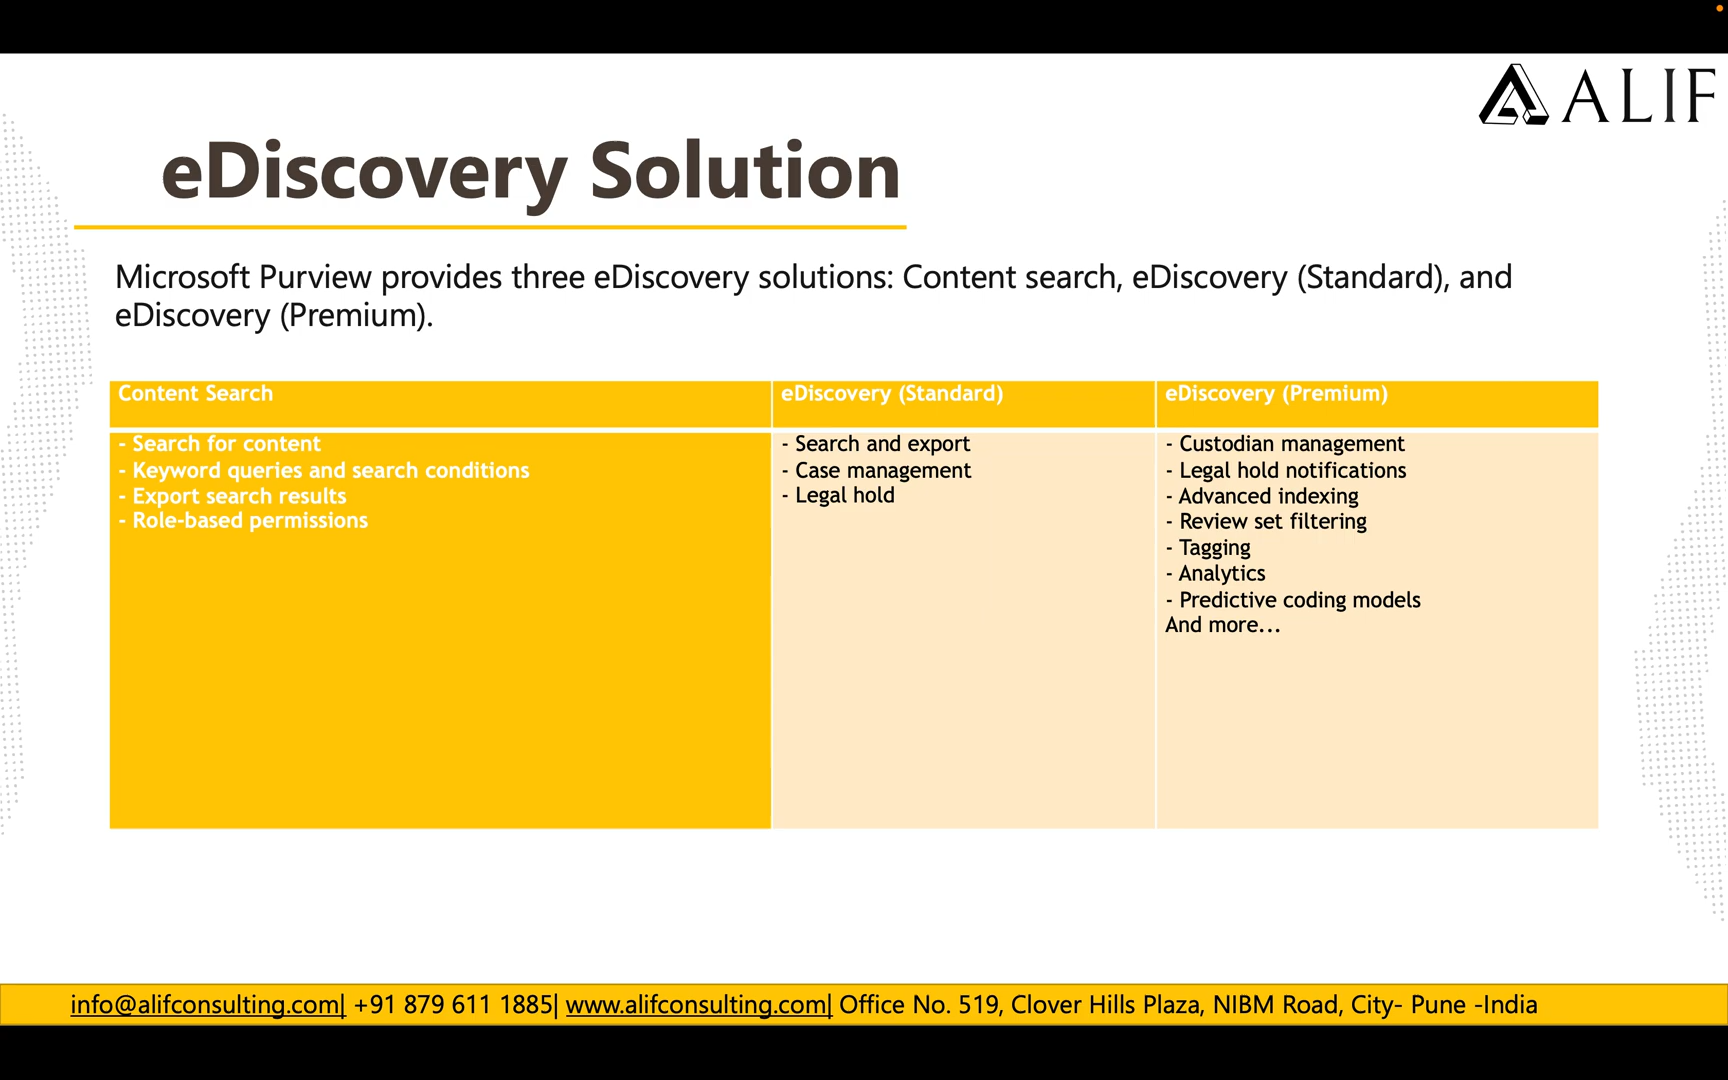 ALIF
eDiscovery Solution
Microsoft Purview provides three eDiscovery solutions: Content search, eDiscovery (Standard), and
eDiscovery (Premium).
Content Search
- Search for content
- Keyword queries and search conditions
- Export search results
- Role-based permissions
eDiscovery (Standard)
- Search and export
- Case management
- Legal hold
eDiscovery (Premium)
- Custodian management
- Legal hold notifications
- Advanced indexing
- Review set filtering
- Tagging
- Analytics
- Predictive coding models
And more...
info@alifconsulting.com| +91 879 611 1885| www.alifconsulting.com| Office No. 519, Clover Hills Plaza, NIBM Road, City- Pune -India